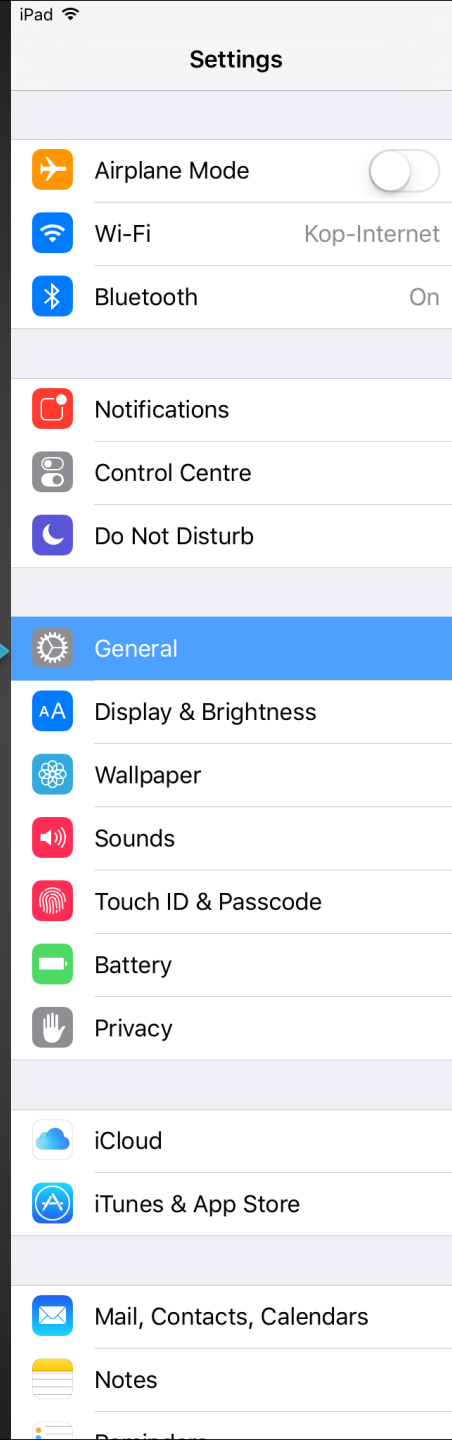 iPad
Settings
Airplane Mode
Wi-Fi Kop-Internet
Bluetooth On
Notifications
Control Centre
Do Not Disturb
General
AA Display & Brightness
Wallpaper
Sounds
Touch ID & Passcode
Battery
Privacy
iCloud
iTunes & App Store
Mail, Contacts, Calendars
Notes
Reminders